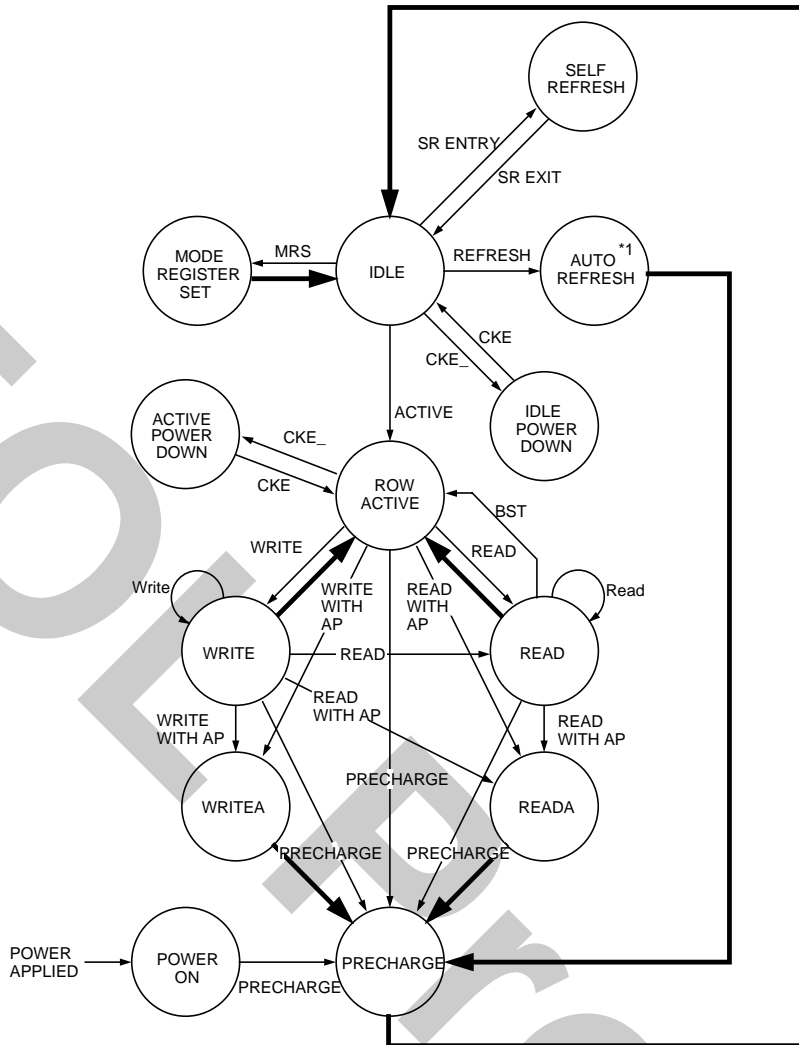 SELF
REFRESH
SR ENTRY
SR EXIT
MODE
REGISTER
SET
MRS
IDLE
REFRESH
AUTO *1
REFRESH
CKE
CKE_
IDLE
POWER
DOWN
ACTIVE
ACTIVE
POWER
DOWN
CKE_
CKE
ROW
ACTIVE
BST
WRITE
READ
WRITE
WITH
AP
READ
WITH
AP
Write
Read
WRITE
READ
READ
READ
WITH AP
WRITE
WITH AP
READ
WITH AP
PRECHARGE
WRITEA
READA
PRECHARGE
PRECHARGE
POWER
APPLIED
POWER
ON
PRECHARGE
PRECHARGE